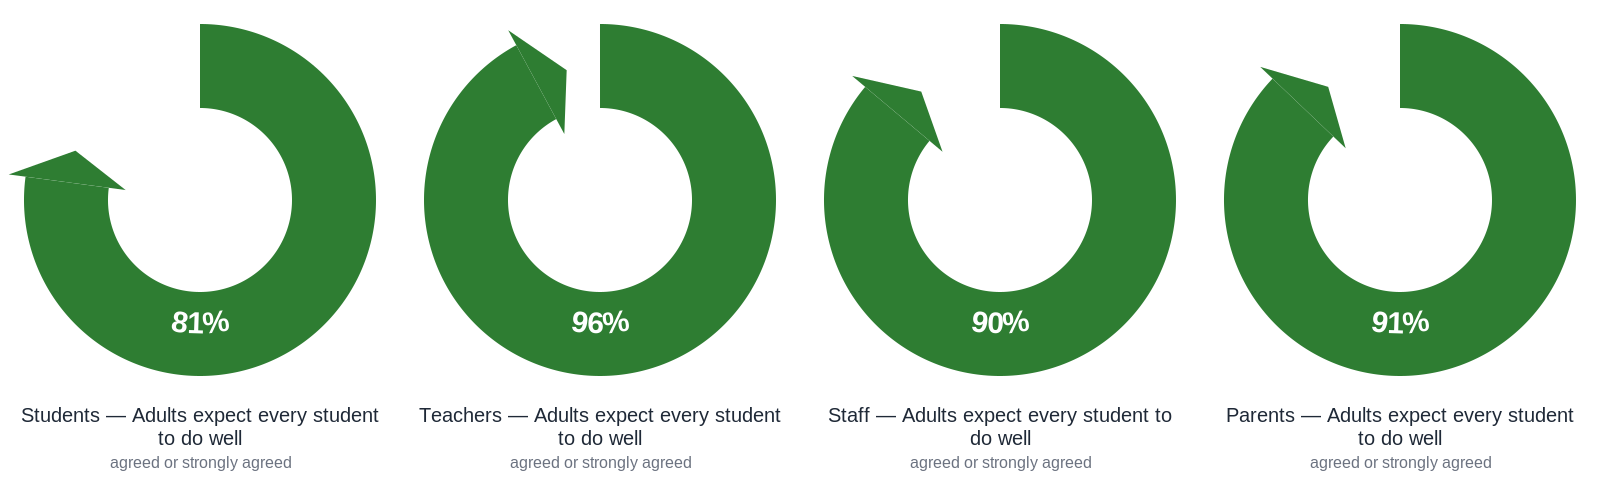 81%
96%
90%
91%
Students — Adults expect every student
to do well
agreed or strongly agreed
Teachers — Adults expect every student
to do well
agreed or strongly agreed
Staff — Adults expect every student to
do well
agreed or strongly agreed
Parents — Adults expect every student
to do well
agreed or strongly agreed